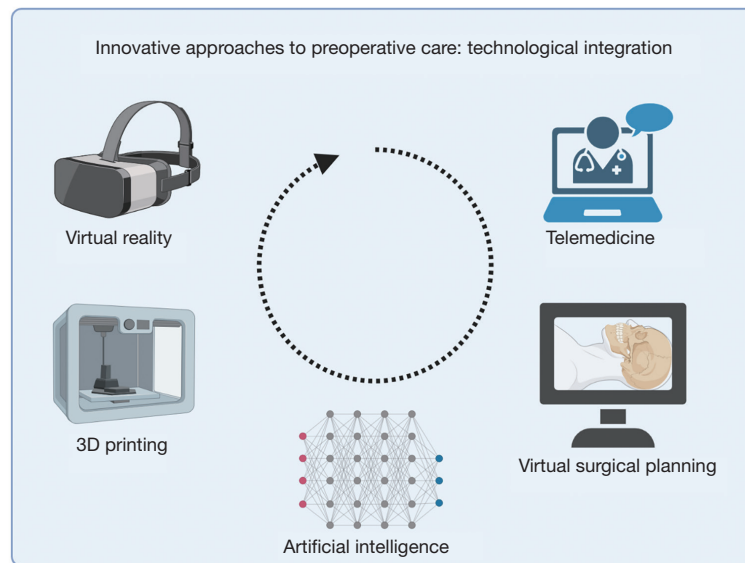 Innovative approaches to preoperative care: technological integration
Virtual reality
Telemedicine
3D printing
Virtual surgical planning
Artificial intelligence